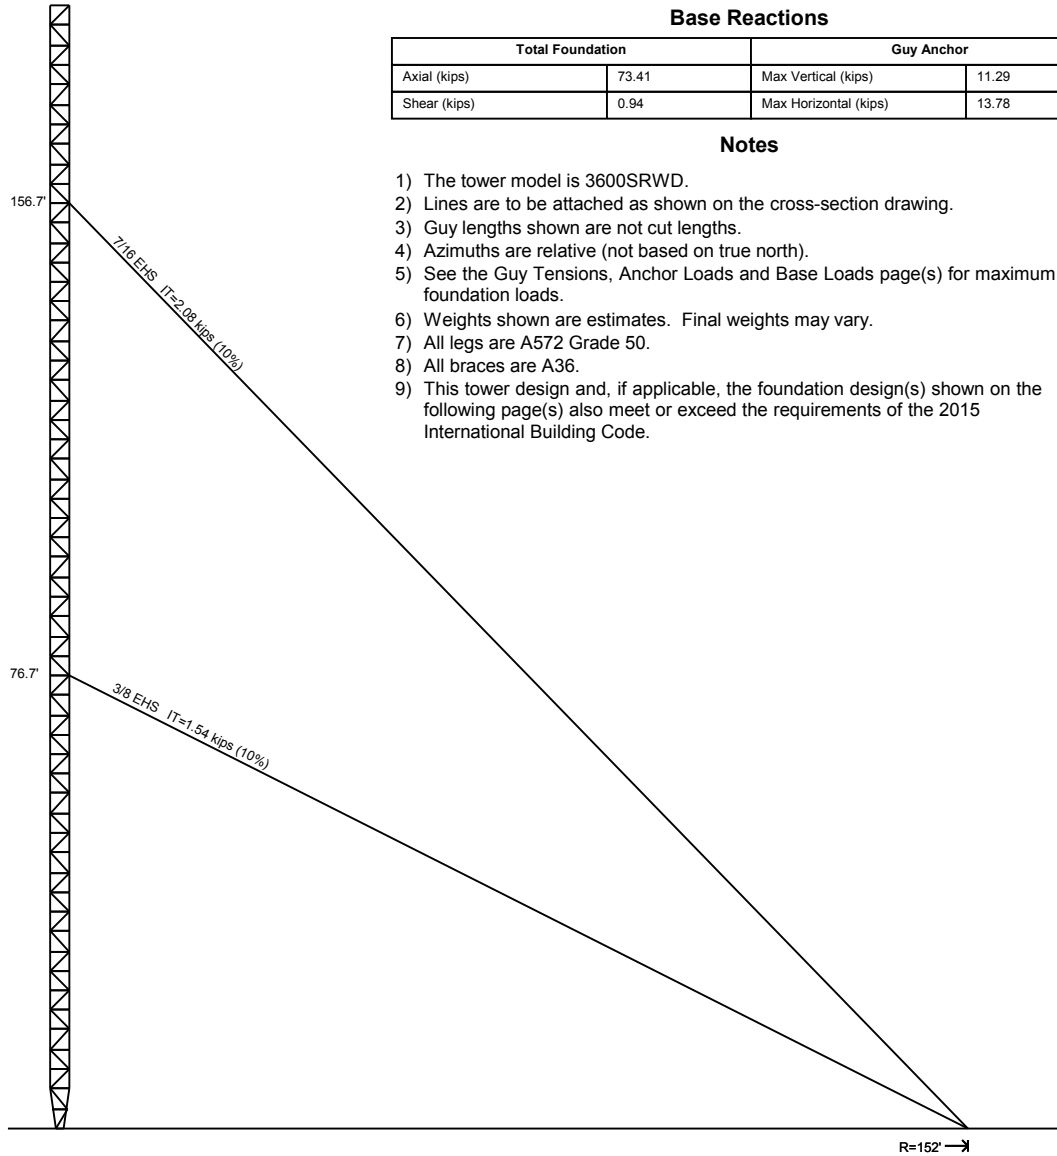 Base Reactions
Total Foundation Guy Anchor
Axial (kips) 73.41 Max Vertical (kips) 11.29
Shear (kips) 0.94 Max Horizontal (kips) 13.78
Notes
1) The tower model is 3600SRWD.
2) Lines are to be attached as shown on the cross-section drawing.
3) Guy lengths shown are not cut lengths.
4) Azimuths are relative (not based on true north).
5) See the Guy Tensions, Anchor Loads and Base Loads page(s) for maximum
foundation loads.
6) Weights shown are estimates. Final weights may vary.
7) All legs are A572 Grade 50.
8) All braces are A36.
9) This tower design and, if applicable, the foundation design(s) shown on the
following page(s) also meet or exceed the requirements of the 2015
International Building Code.
156.7'
7/16 EHS IT=2.08 kips (10%)
76.7'
3/8 EHS IT=1.54 kips (10%)
R=152'